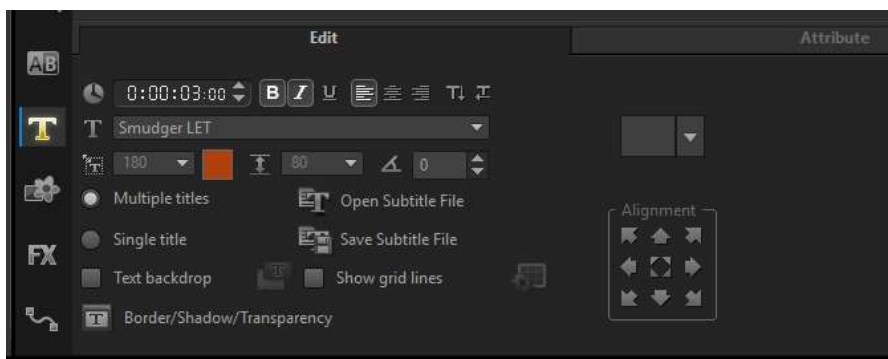 Edit
Attribute
AB
0:00:03:00 B I U
T Smudger LET
T
180 80 0
Multiple titles Open Subtitle File
Single title Save Subtitle File
FX
Text backdrop Show grid lines
Border/Shadow/Transparency
Alignment